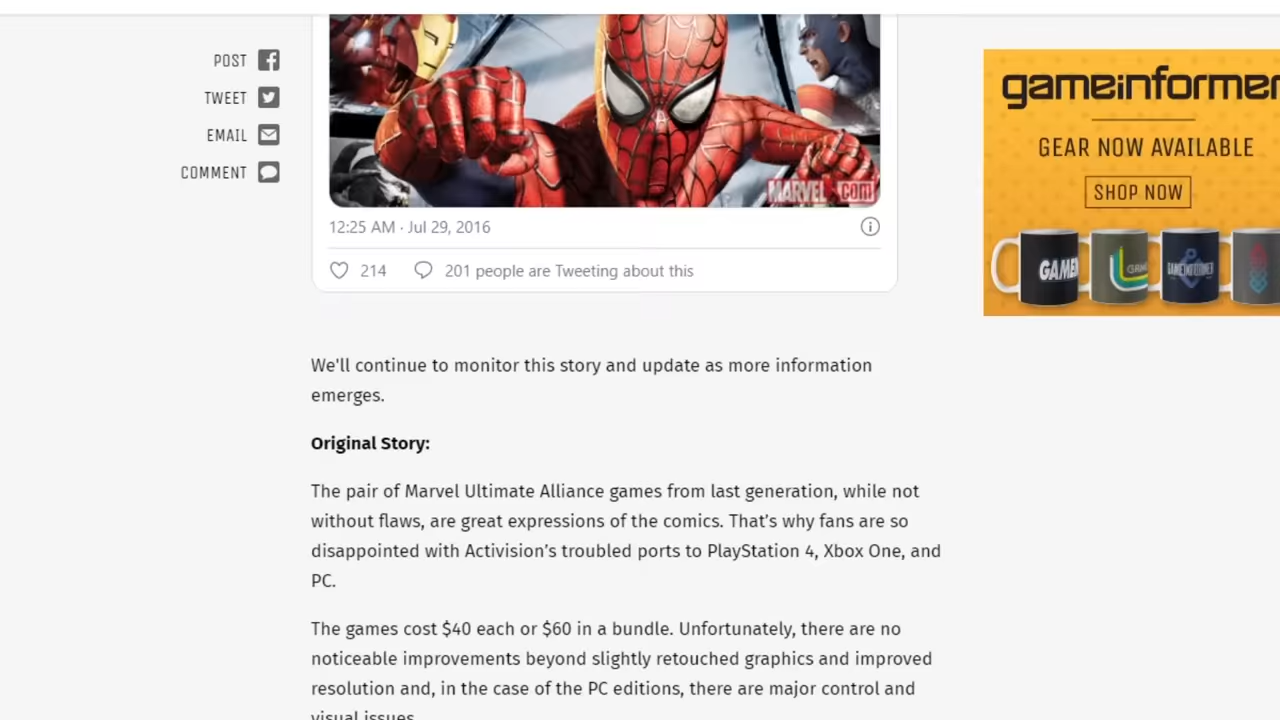 POST
TWEET
EMAIL
COMMENT
MARVEL.COM
12:25 AM · Jul 29, 2016
214
201 people are Tweeting about this
We'll continue to monitor this story and update as more information
emerges.
Original Story:
The pair of Marvel Ultimate Alliance games from last generation, while not
without flaws, are great expressions of the comics. That's why fans are so
disappointed with Activision's troubled ports to PlayStation 4, Xbox One, and
PC.
The games cost $40 each or $60 in a bundle. Unfortunately, there are no
noticeable improvements beyond slightly retouched graphics and improved
resolution and, in the case of the PC editions, there are major control and
visual issues.
gameinformer
GEAR NOW AVAILABLE
SHOP NOW
GAMEINFORMER